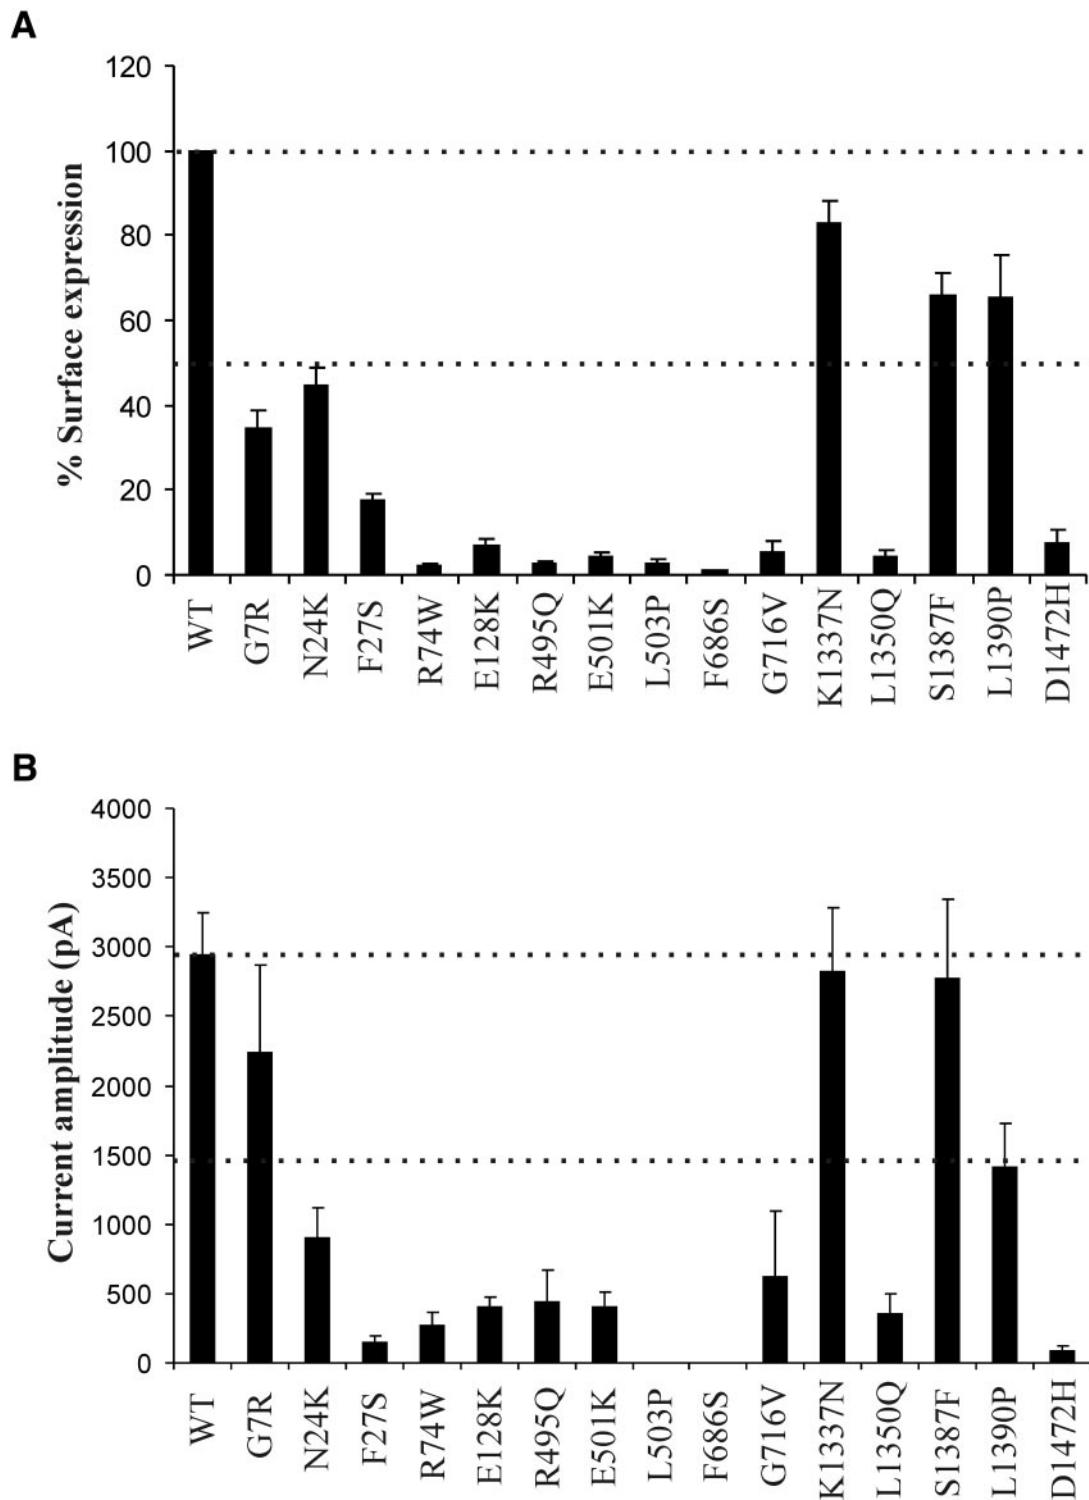 A
% Surface expression
120
100
80
60
40
20
0
WT
G7R
N24K
F27S
R74W
E128K
R495Q
E501K
L503P
F686S
G716V
K1337N
L1350Q
S1387F
L1390P
D1472H
B
Current amplitude (pA)
4000
3500
3000
2500
2000
1500
1000
500
0
WT
G7R
N24K
F27S
R74W
E128K
R495Q
E501K
L503P
F686S
G716V
K1337N
L1350Q
S1387F
L1390P
D1472H